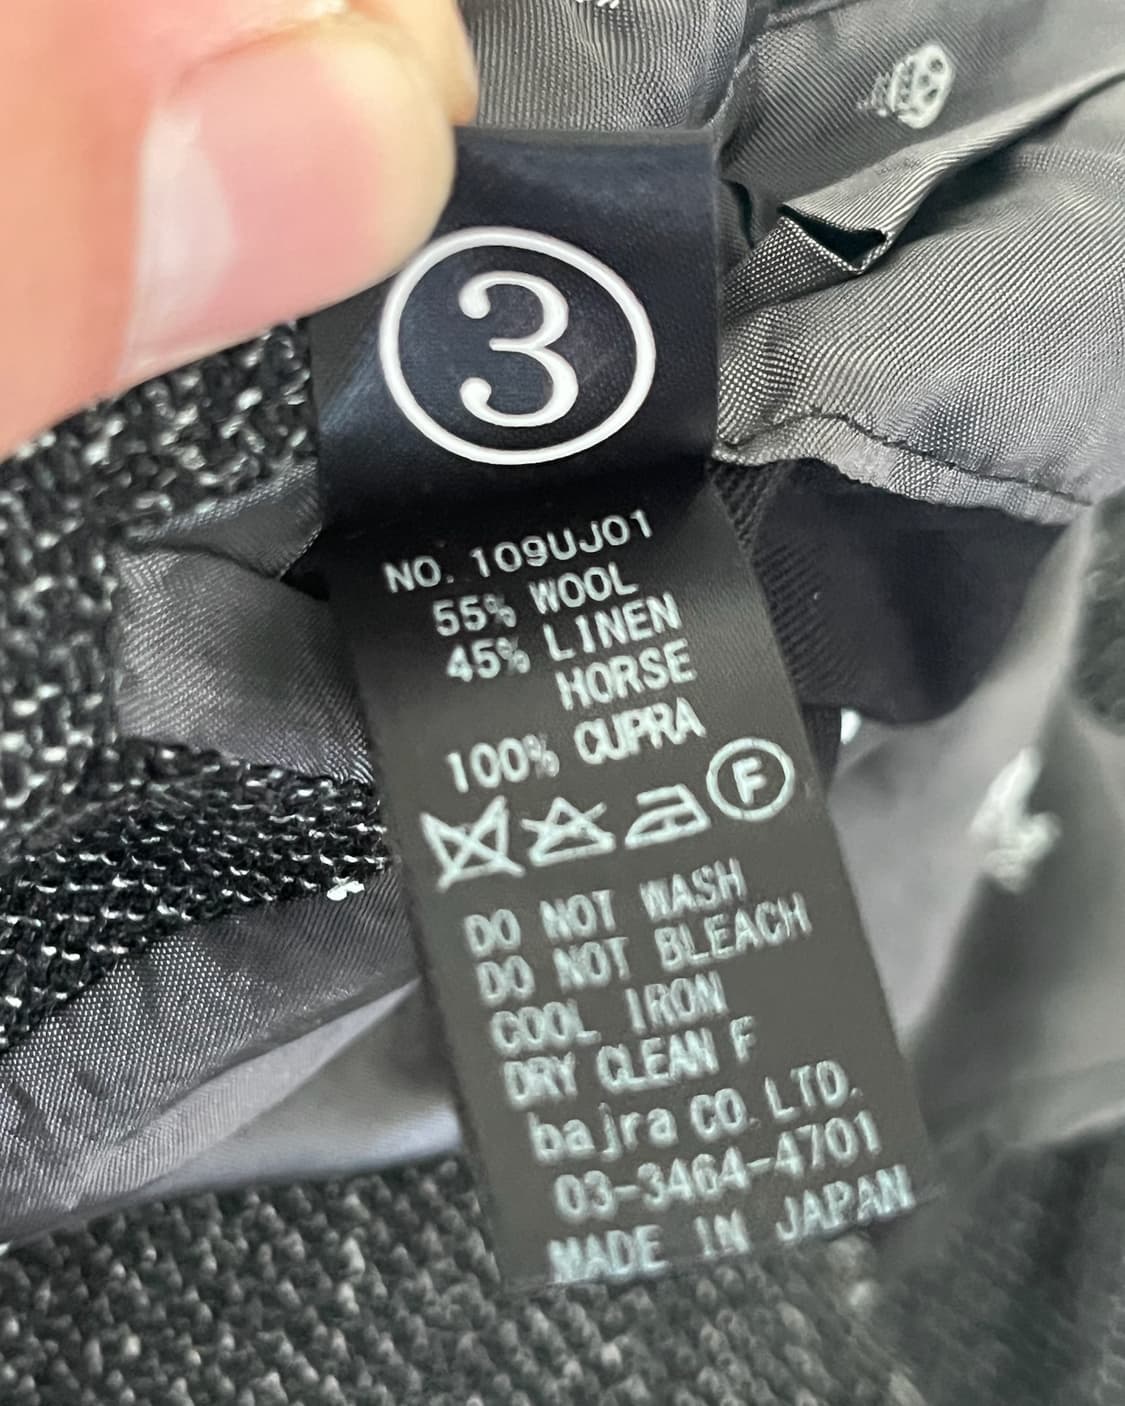 3
NO. 109UJ01
55% WOOL
45% LINEN
HORSE
100% CUPRA
F
DO NOT WASH
DO NOT BLEACH
COOL IRON
DRY CLEAN F
bajra CO. LTD.
03-3464-4701
MADE IN JAPAN